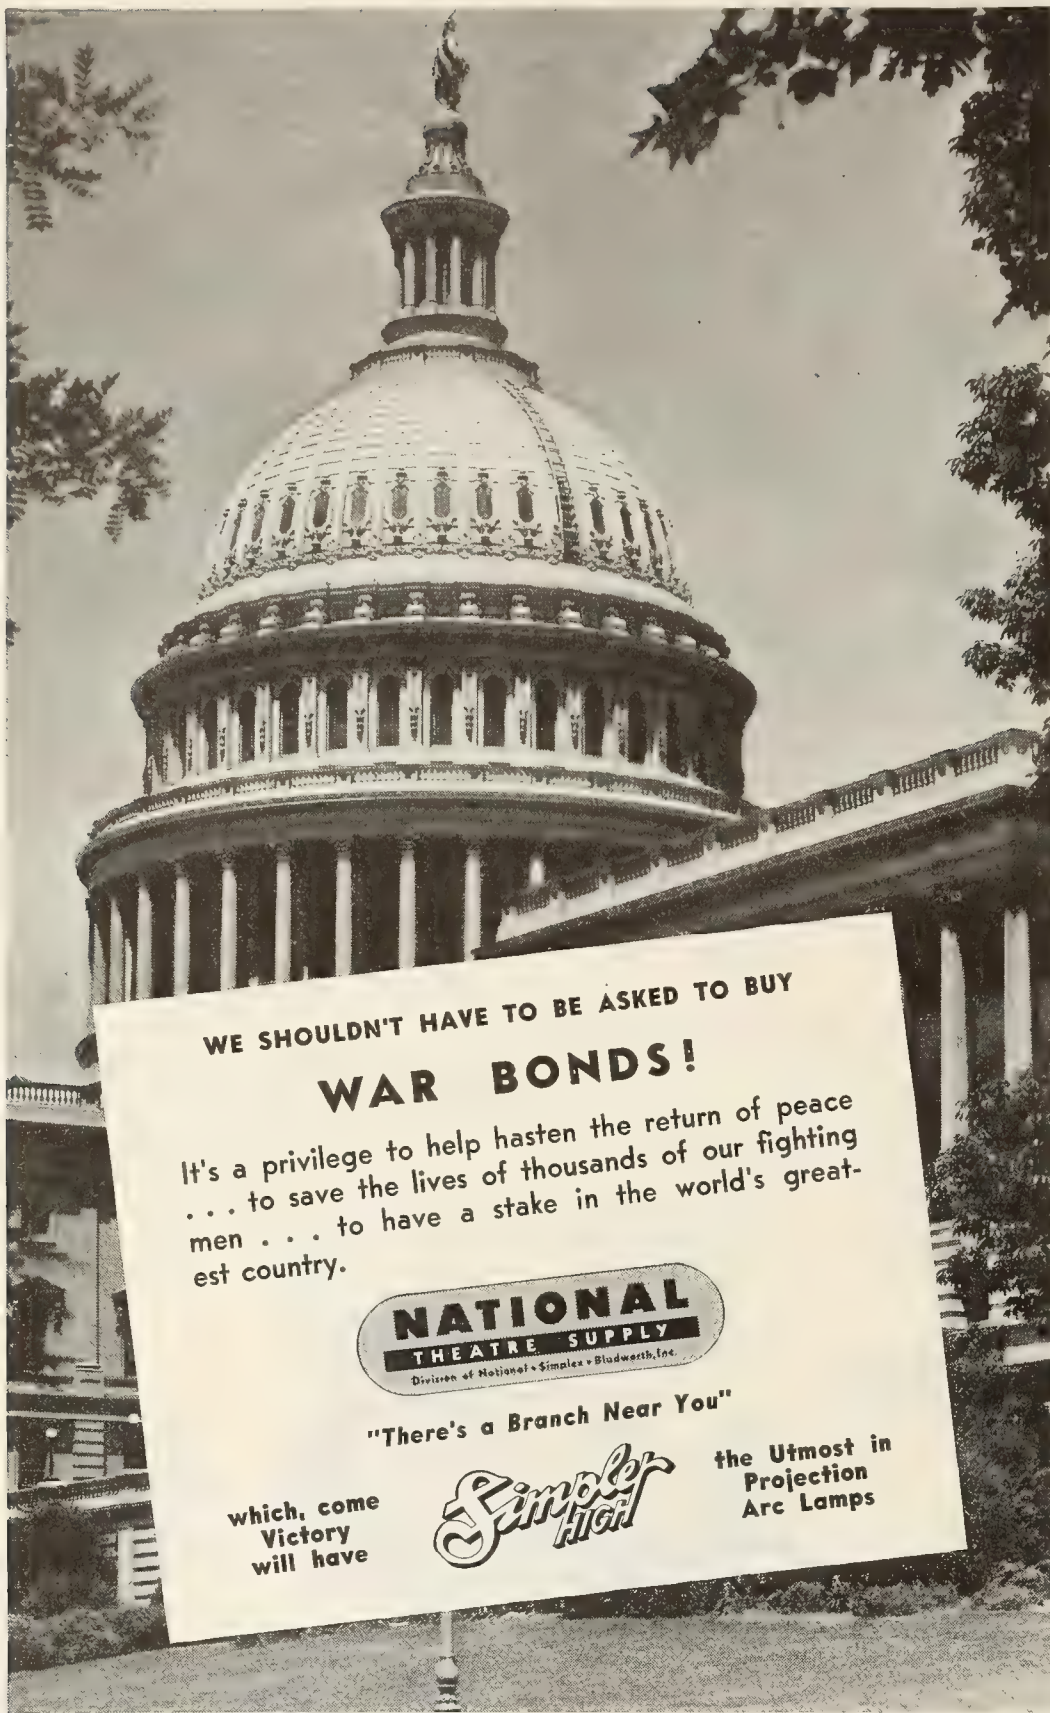 WE SHOULDN'T HAVE TO BE ASKED TO BUY
WAR BONDS!
It's a privilege to help hasten the return of peace
. . . to save the lives of thousands of our fighting
men . . . to have a stake in the world's great-
est country.
NATIONAL
THEATRE SUPPLY
Division of National • Simplex • Bludworth, Inc.
"There's a Branch Near You"
which, come
Victory
will have
Simplex
HIGH
the Utmost in
Projection
Arc Lamps